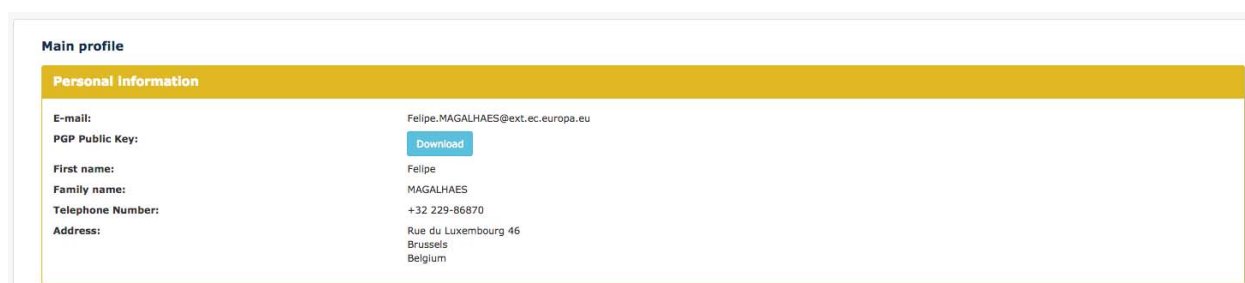 Main profile
Personal information
E-mail: Felipe.MAGALHAES@ext.ec.europa.eu
PGP Public Key: Download
First name: Felipe
Family name: MAGALHAES
Telephone Number: +32 229-86870
Address: Rue du Luxembourg 46
Brussels
Belgium